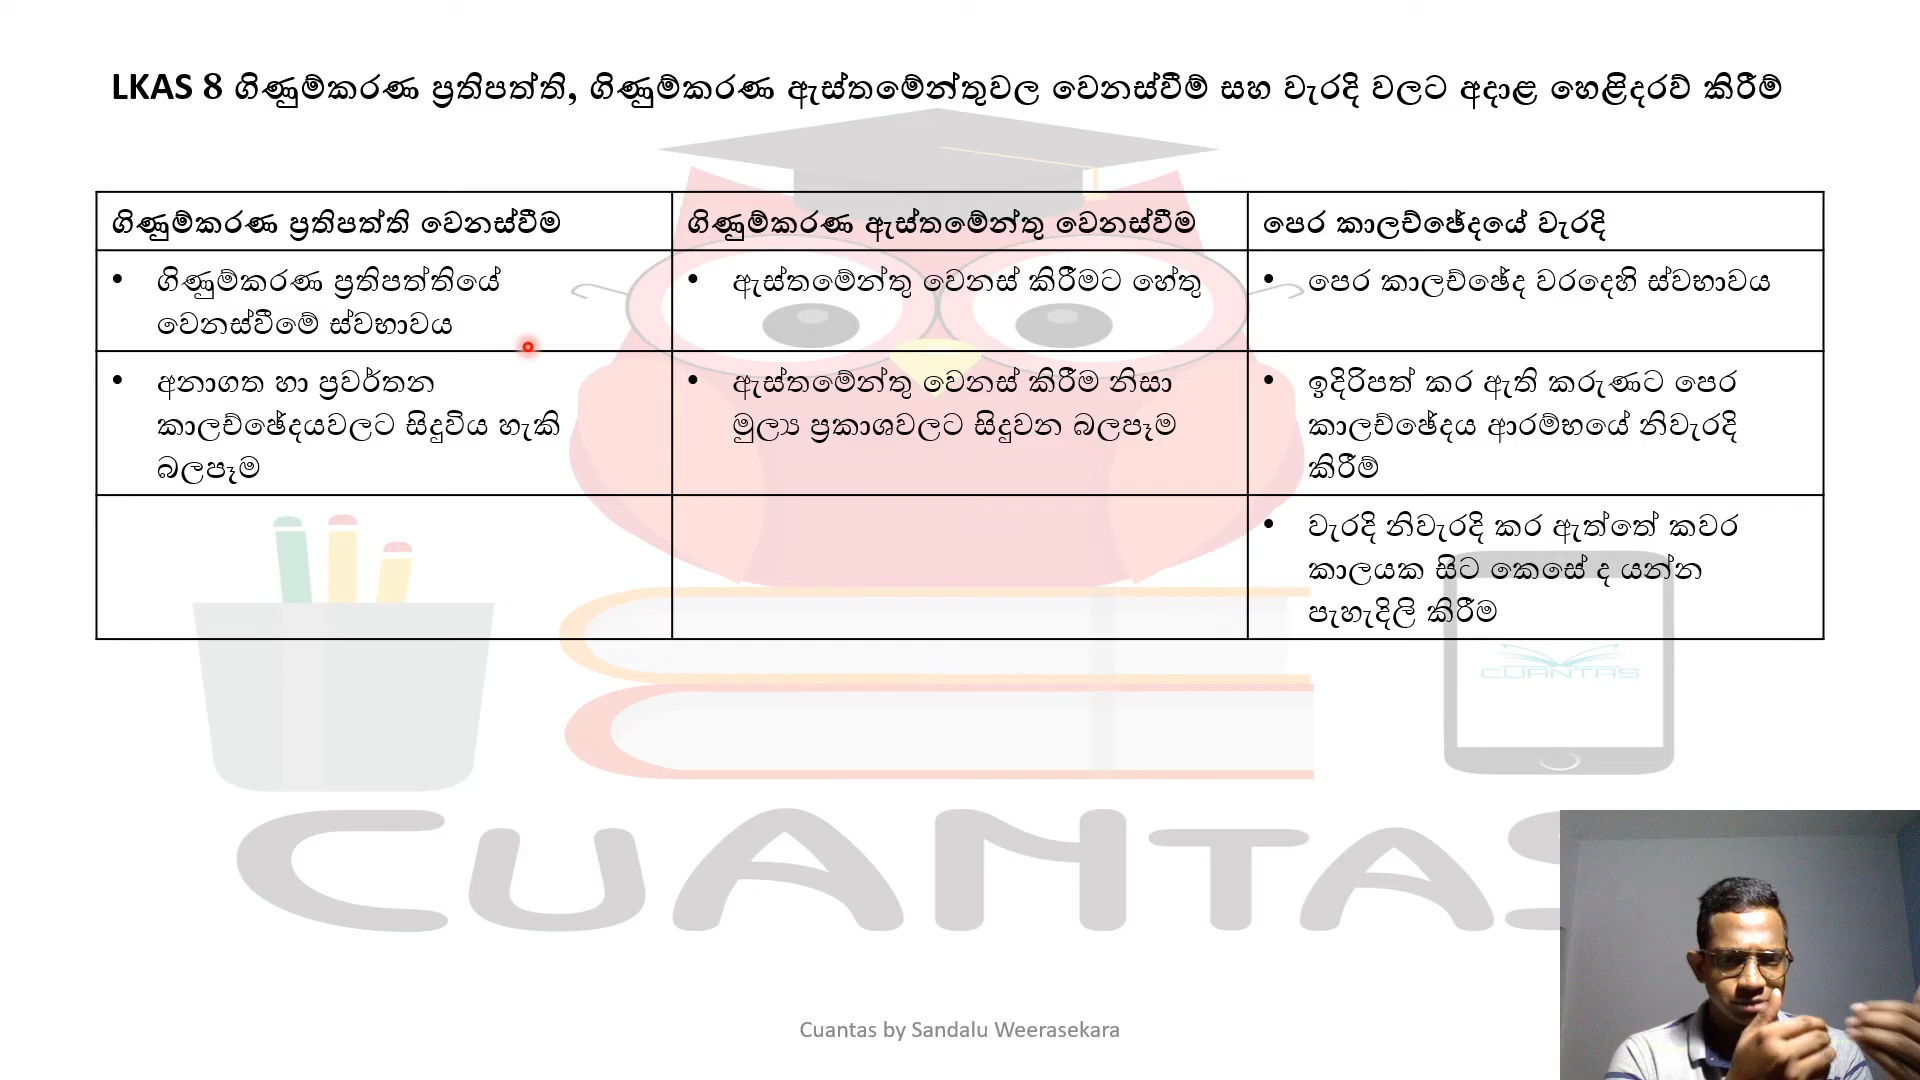 LKAS 8 ගිණුම්කරණ ප්‍රතිපත්ති, ගිණුම්කරණ ඇස්තමේන්තුවල වෙනස්වීම් සහ වැරදි වලට අදාළ හෙළිදරව් කිරීම්
ගිණුම්කරණ ප්‍රතිපත්ති වෙනස්වීම
• ගිණුම්කරණ ප්‍රතිපත්තියේ
වෙනස්වීමේ ස්වභාවය
• අනාගත හා ප්‍රවර්තන
කාලච්ඡේදයවලට සිදුවිය හැකි
බලපෑම
ගිණුම්කරණ ඇස්තමේන්තු වෙනස්වීම
• ඇස්තමේන්තු වෙනස් කිරීමට හේතු
• ඇස්තමේන්තු වෙනස් කිරීම නිසා
මුල්‍ය ප්‍රකාශවලට සිදුවන බලපෑම
පෙර කාලච්ඡේදයේ වැරදි
• පෙර කාලච්ඡේද වරදෙහි ස්වභාවය
• ඉදිරිපත් කර ඇති කරුණට පෙර
කාලච්ඡේදය ආරම්භයේ නිවැරදි
කිරීම්
• වැරදි නිවැරදි කර ඇත්තේ කවර
කාලයක සිට කෙසේ ද යන්න
පැහැදිලි කිරීම
CUANTAS
CUANTAS
Cuantas by Sandalu Weerasekara